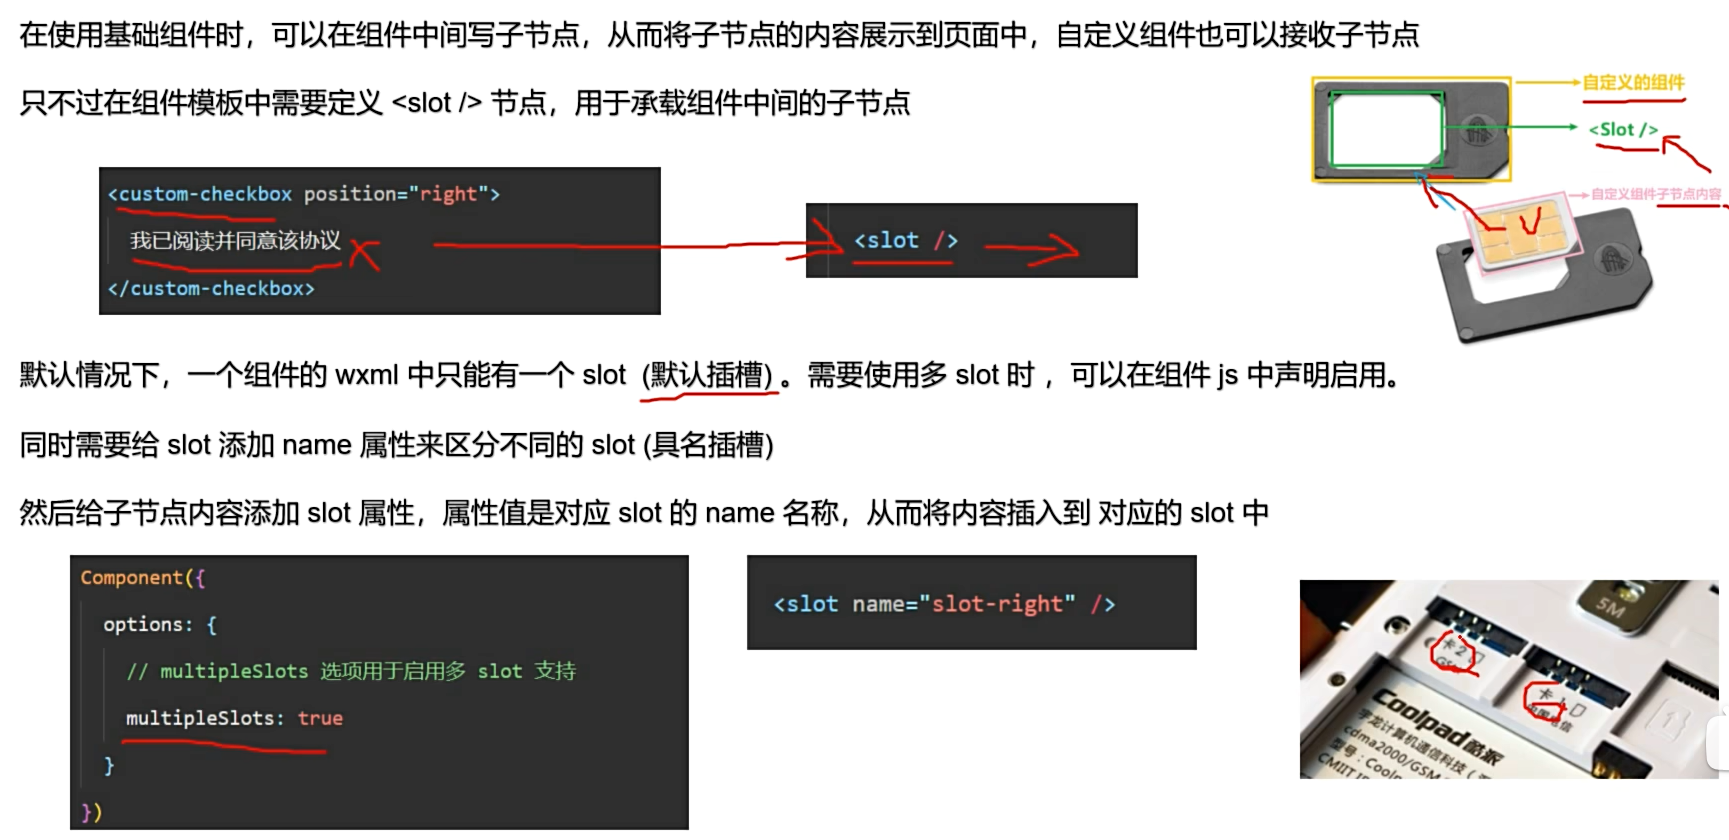 在使用基础组件时，可以在组件中间写子节点，从而将子节点的内容展示到页面中，自定义组件也可以接收子节点
只不过在组件模板中需要定义 <slot /> 节点，用于承载组件中间的子节点
自定义的组件
<Slot />
自定义组件子节点内容
<custom-checkbox position="right">
我已阅读并同意该协议
</custom-checkbox>
<slot />
默认情况下，一个组件的 wxml 中只能有一个 slot  (默认插槽) 。需要使用多 slot 时 ，可以在组件 js 中声明启用。
同时需要给 slot 添加 name 属性来区分不同的 slot (具名插槽)
然后给子节点内容添加 slot 属性，属性值是对应 slot 的 name 名称，从而将内容插入到 对应的 slot 中
Component({
options: {
// multipleSlots 选项用于启用多 slot 支持
multipleSlots: true
}
})
<slot name="slot-right" />
5M
卡2
卡1
Coolpad酷派
宇龙计算机通信科技（
cdma2000/GSM
型号：Coolp
CMIIT I